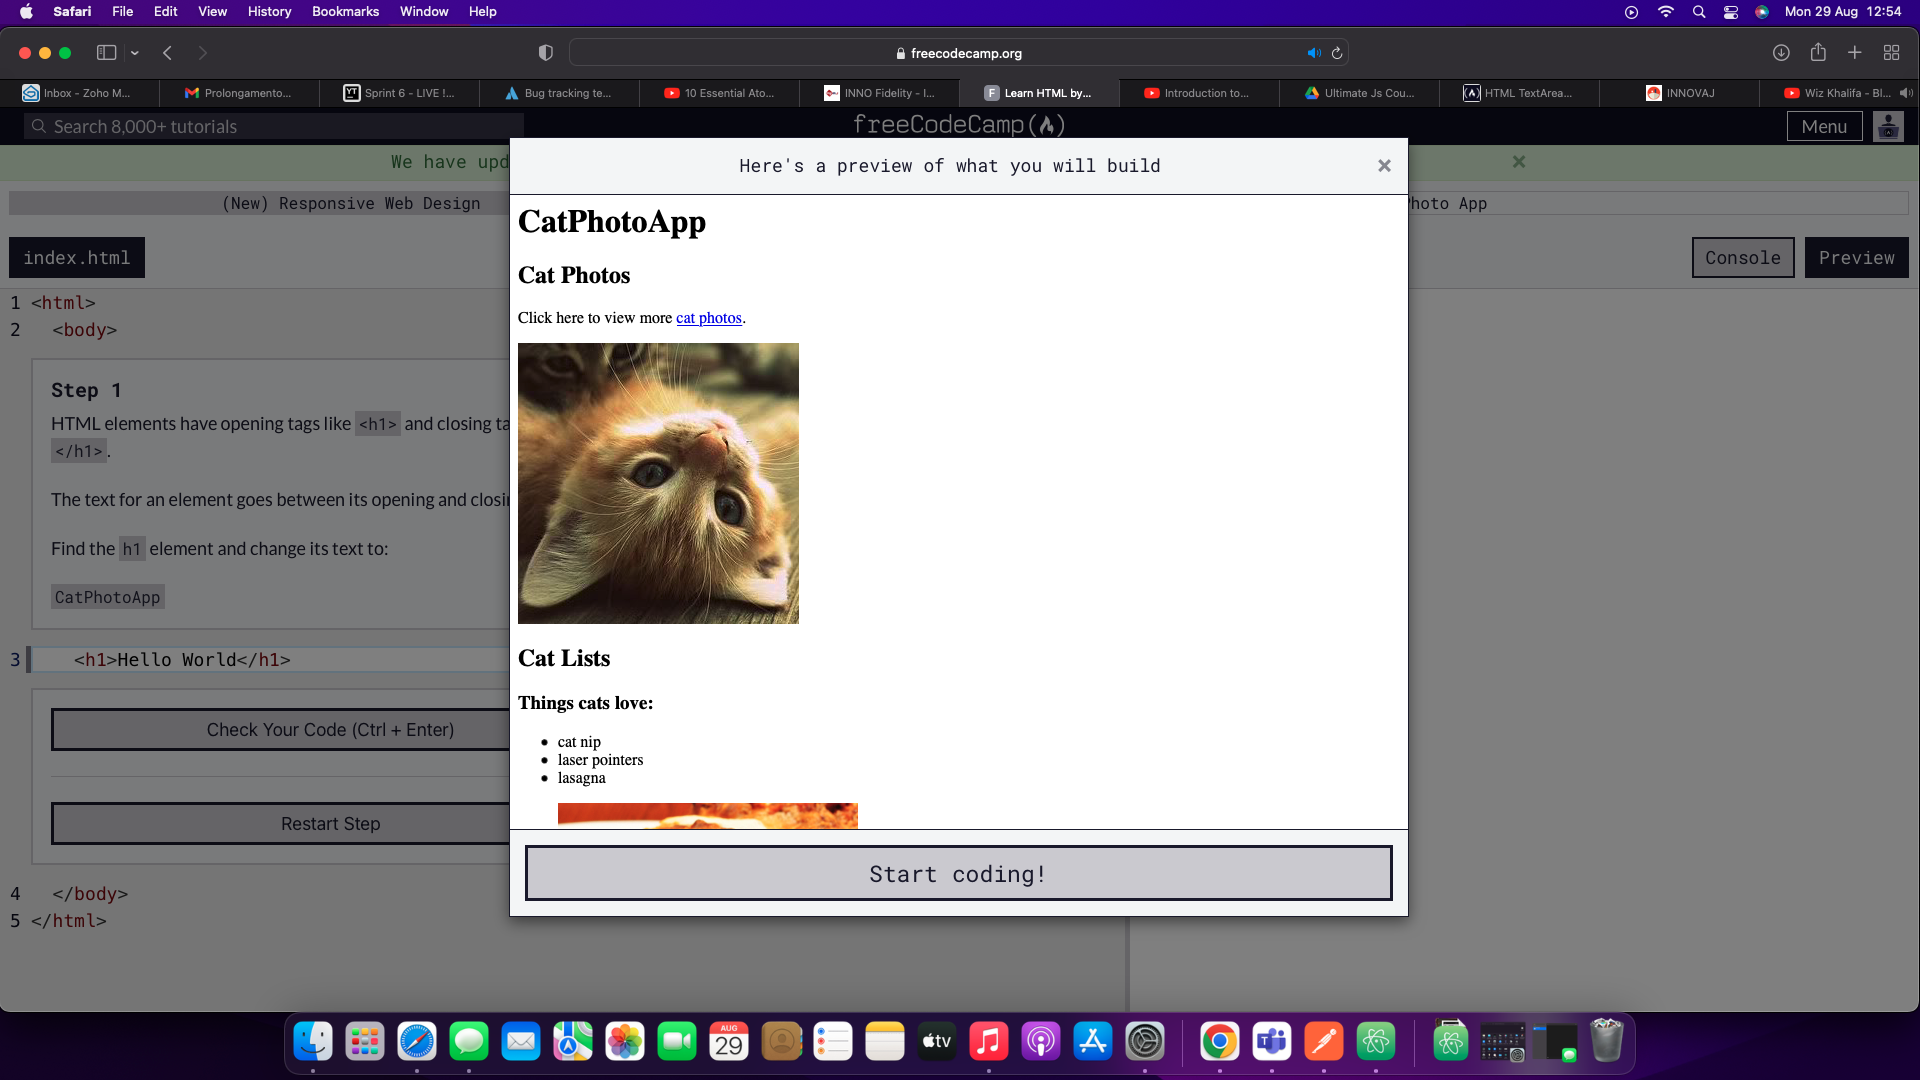 Safari File Edit View History Bookmarks Window Help Mon 29 Aug 12:54
freecodecamp.org
Inbox - Zoho M... Prolongamento... Sprint 6 - LIVE !... Bug tracking te... 10 Essential Ato... INNO Fidelity - I... Learn HTML by... Introduction to... Ultimate Js Cou... HTML TextArea... INNOVAJ Wiz Khalifa - Bl...
Search 8,000+ tutorials freeCodeCamp Menu
We have upd
Here's a preview of what you will build
(New) Responsive Web Design
hoto App
index.html
Console Preview
1 <html>
2 <body>
Step 1
HTML elements have opening tags like <h1> and closing ta
</h1>.
The text for an element goes between its opening and closi
Find the h1 element and change its text to:
CatPhotoApp
3 <h1>Hello World</h1>
Check Your Code (Ctrl + Enter)
Restart Step
4 </body>
5 </html>
CatPhotoApp
Cat Photos
Click here to view more cat photos.
Cat Lists
Things cats love:
cat nip
laser pointers
lasagna
Start coding!
AUG
29
tv